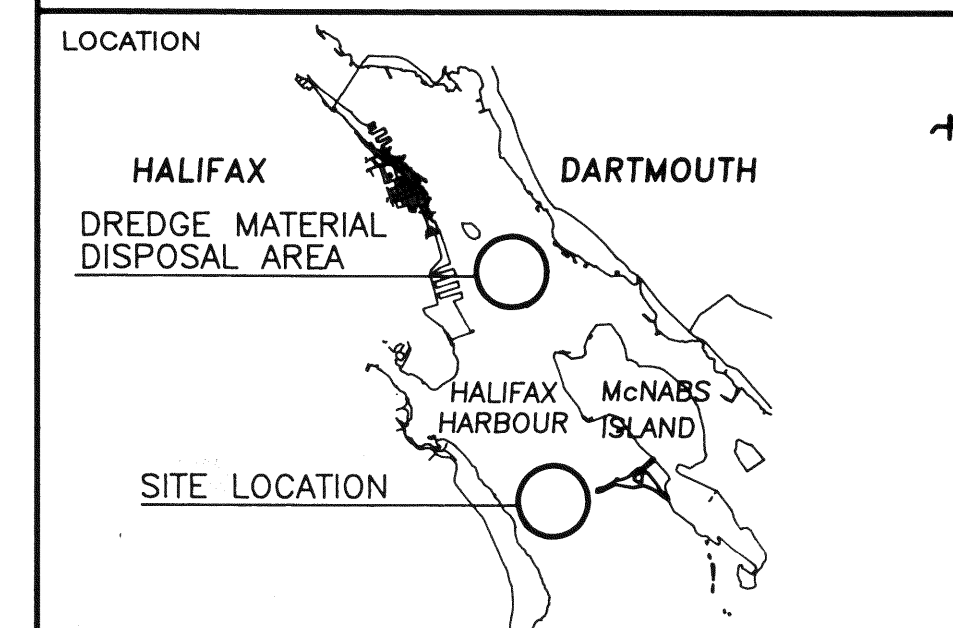 LOCATION
HALIFAX
DARTMOUTH
DREDGE MATERIAL
DISPOSAL AREA
HALIFAX
HARBOUR
McNABS
ISLAND
SITE LOCATION